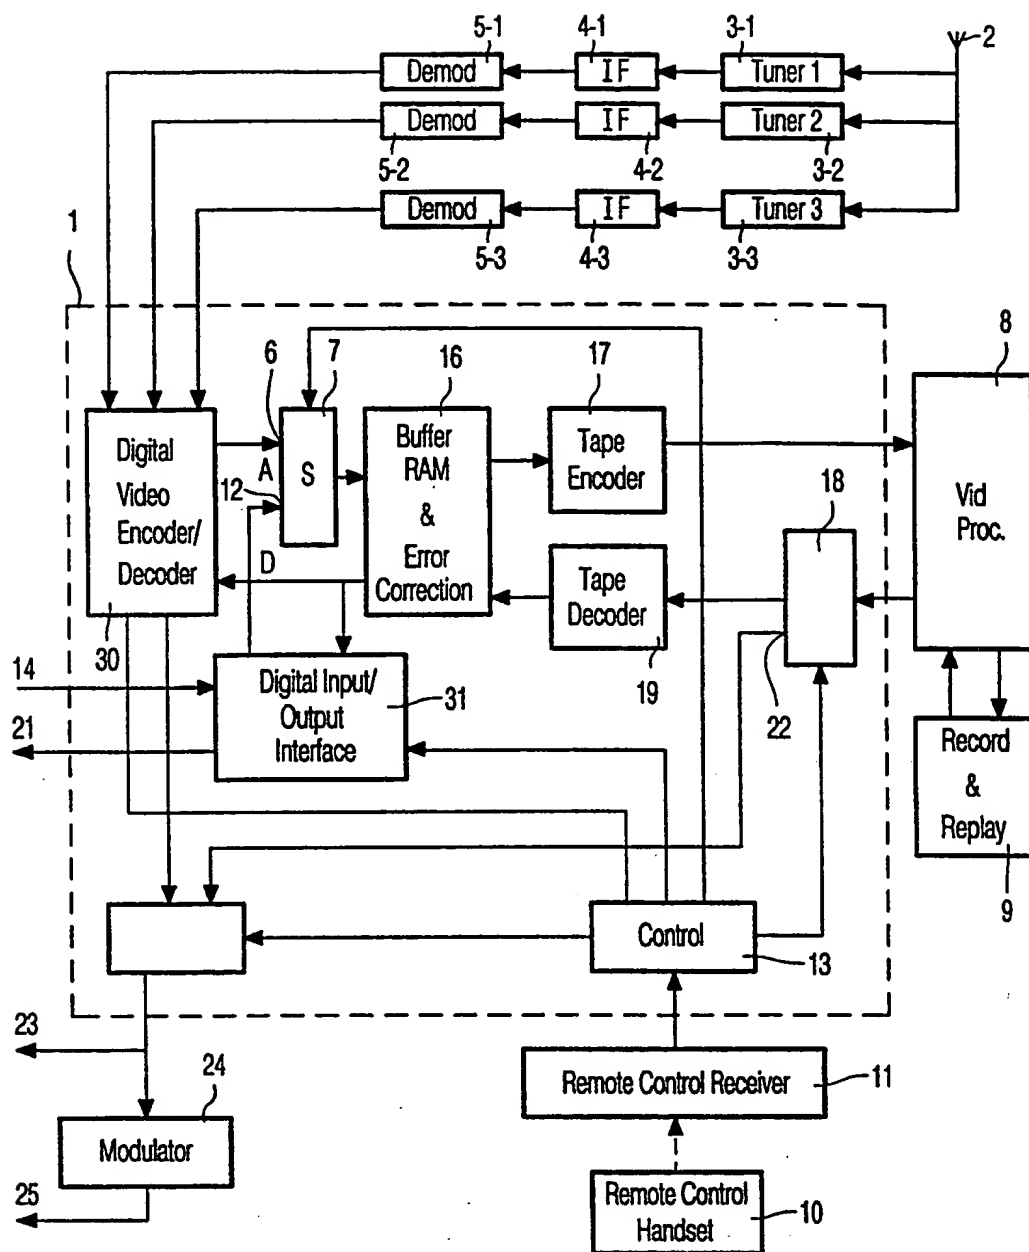 5-1 4-1 3-1 2
Demod IF Tuner 1
Demod IF Tuner 2
5-2 4-2 3-2
Demod IF Tuner 3
5-3 4-3 3-3
1
6 7 16 17 8
Digital
Video
Encoder/
Decoder
A
12
S
D
Buffer
RAM
&
Error
Correction
Tape
Encoder
18
Vid
Proc.
Tape
Decoder
30
19
22
14
21
Digital Input/
Output
Interface
31
Record
&
Replay
9
Control
13
23
24
Modulator
25
Remote Control Receiver
11
Remote Control
Handset
10